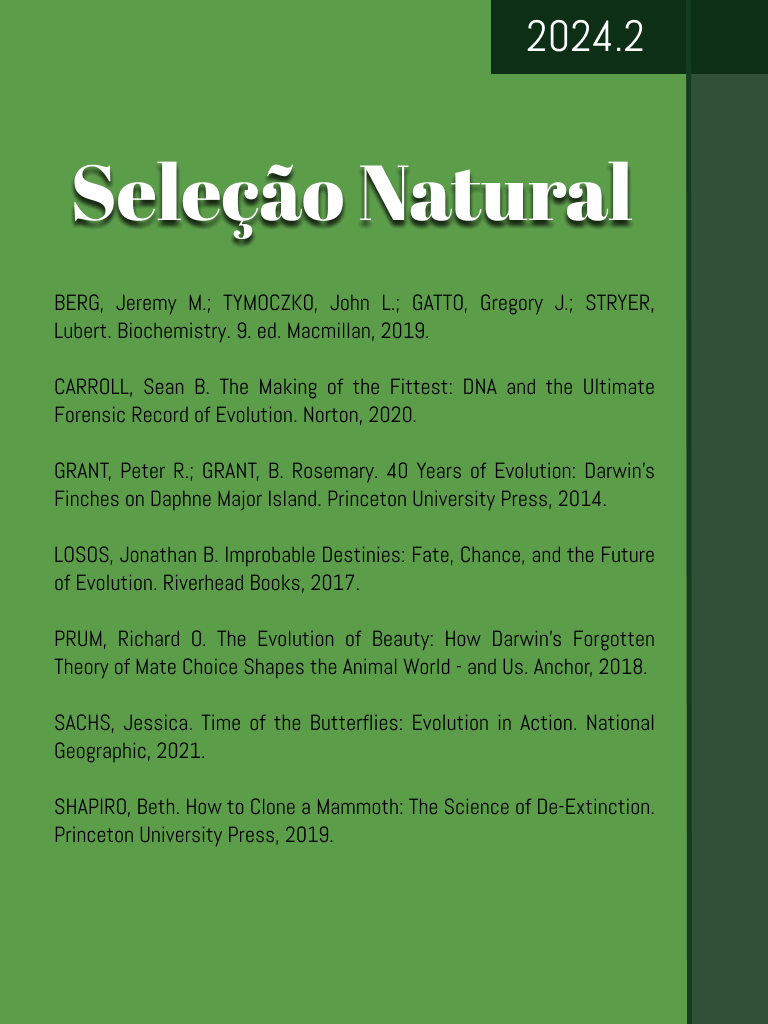 2024.2
Seleção Natural
BERG, Jeremy M.; TYMOCZKO, John L.; GATTO, Gregory J.; STRYER,
Lubert. Biochemistry. 9. ed. Macmillan, 2019.
CARROLL, Sean B. The Making of the Fittest: DNA and the Ultimate
Forensic Record of Evolution. Norton, 2020.
GRANT, Peter R.; GRANT, B. Rosemary. 40 Years of Evolution: Darwin's
Finches on Daphne Major Island. Princeton University Press, 2014.
LOSOS, Jonathan B. Improbable Destinies: Fate, Chance, and the Future
of Evolution. Riverhead Books, 2017.
PRUM, Richard O. The Evolution of Beauty: How Darwin's Forgotten
Theory of Mate Choice Shapes the Animal World - and Us. Anchor, 2018.
SACHS, Jessica. Time of the Butterflies: Evolution in Action. National
Geographic, 2021.
SHAPIRO, Beth. How to Clone a Mammoth: The Science of De-Extinction.
Princeton University Press, 2019.